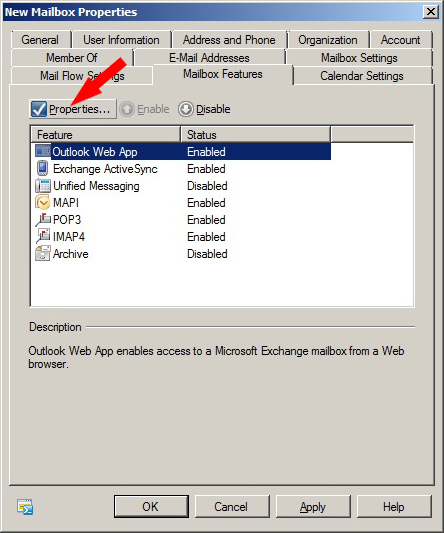 New Mailbox Properties
General User Information Address and Phone Organization Account
Member Of E-Mail Addresses Mailbox Settings
Mail Flow Settings Mailbox Features Calendar Settings
Properties... Enable Disable
Feature Status
Outlook Web App Enabled
Exchange ActiveSync Enabled
Unified Messaging Disabled
MAPI Enabled
POP3 Enabled
IMAP4 Enabled
Archive Disabled
Description
Outlook Web App enables access to a Microsoft Exchange mailbox from a Web
browser.
OK Cancel Apply Help